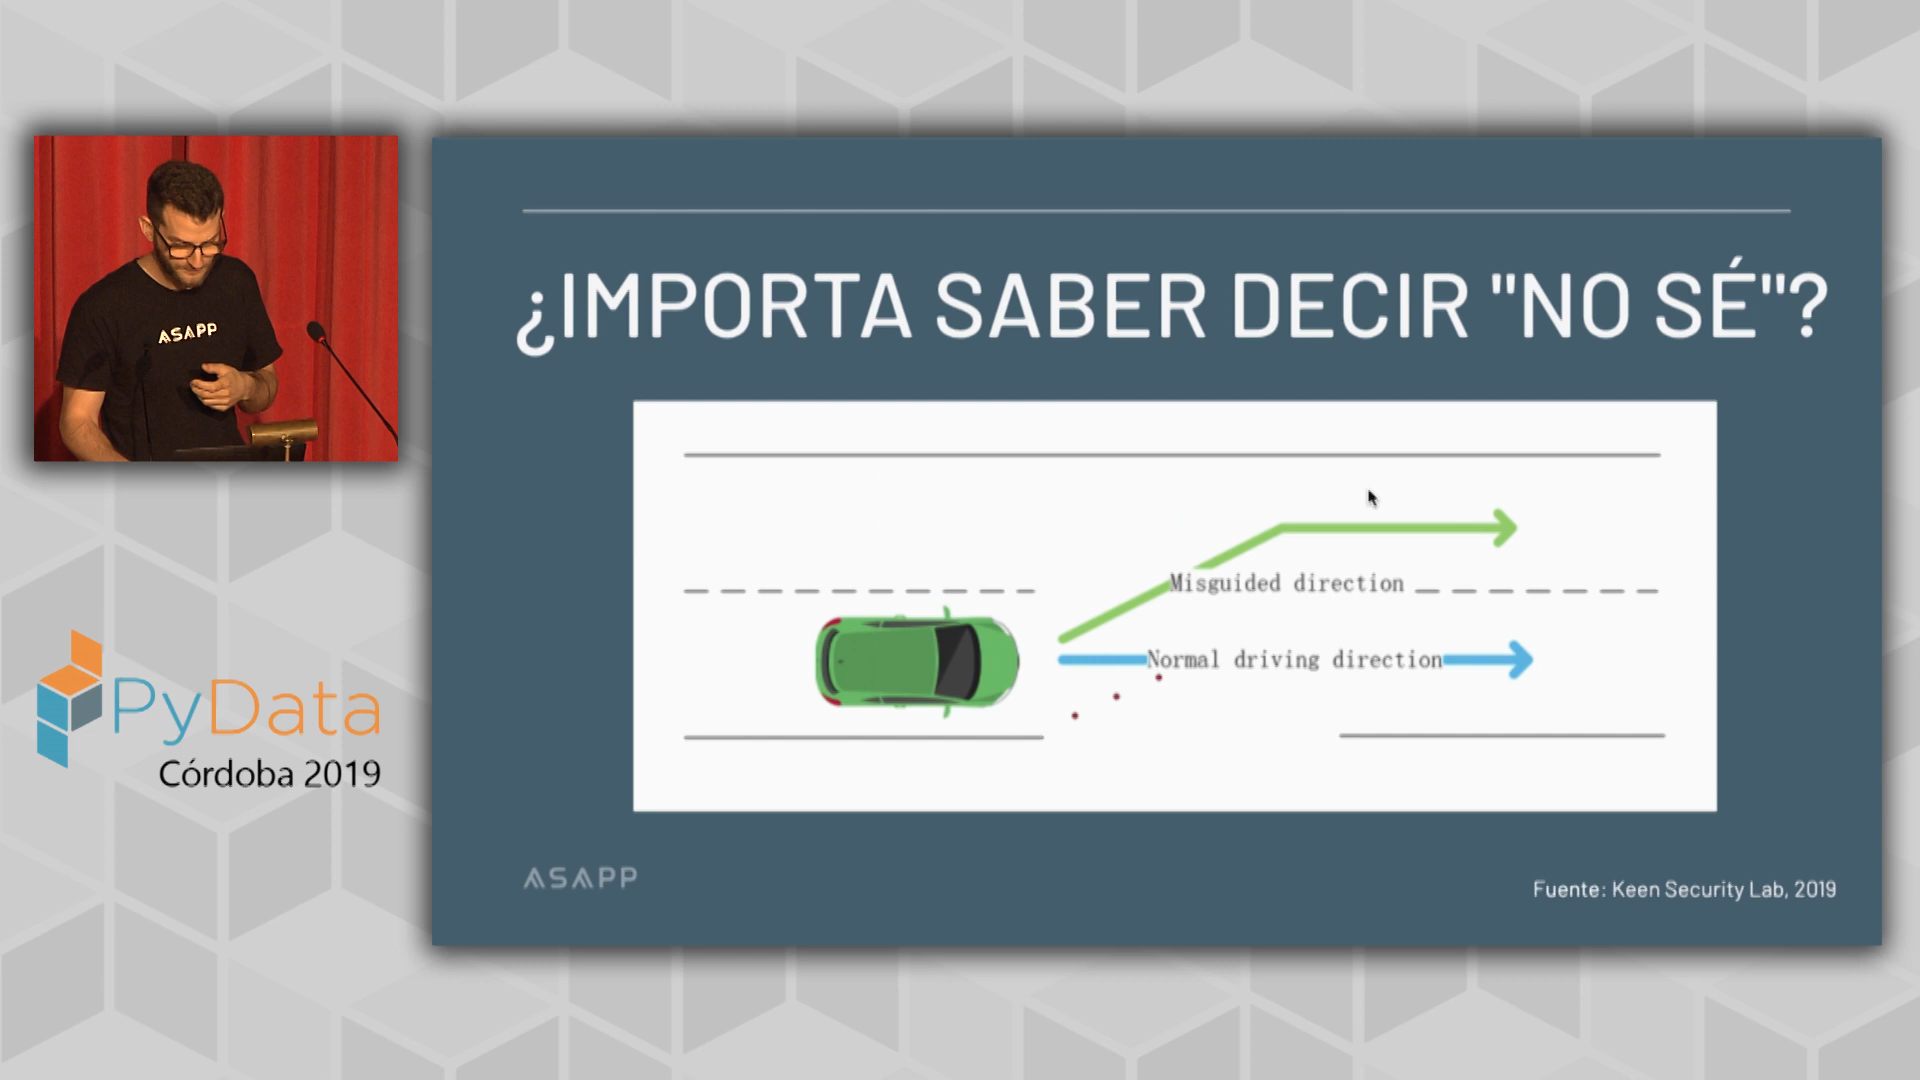 ASAPP
¿IMPORTA SABER DECIR "NO SÉ"?
Misguided direction
Normal driving direction
ASAPP
Fuente: Keen Security Lab, 2019
PyData
Córdoba 2019